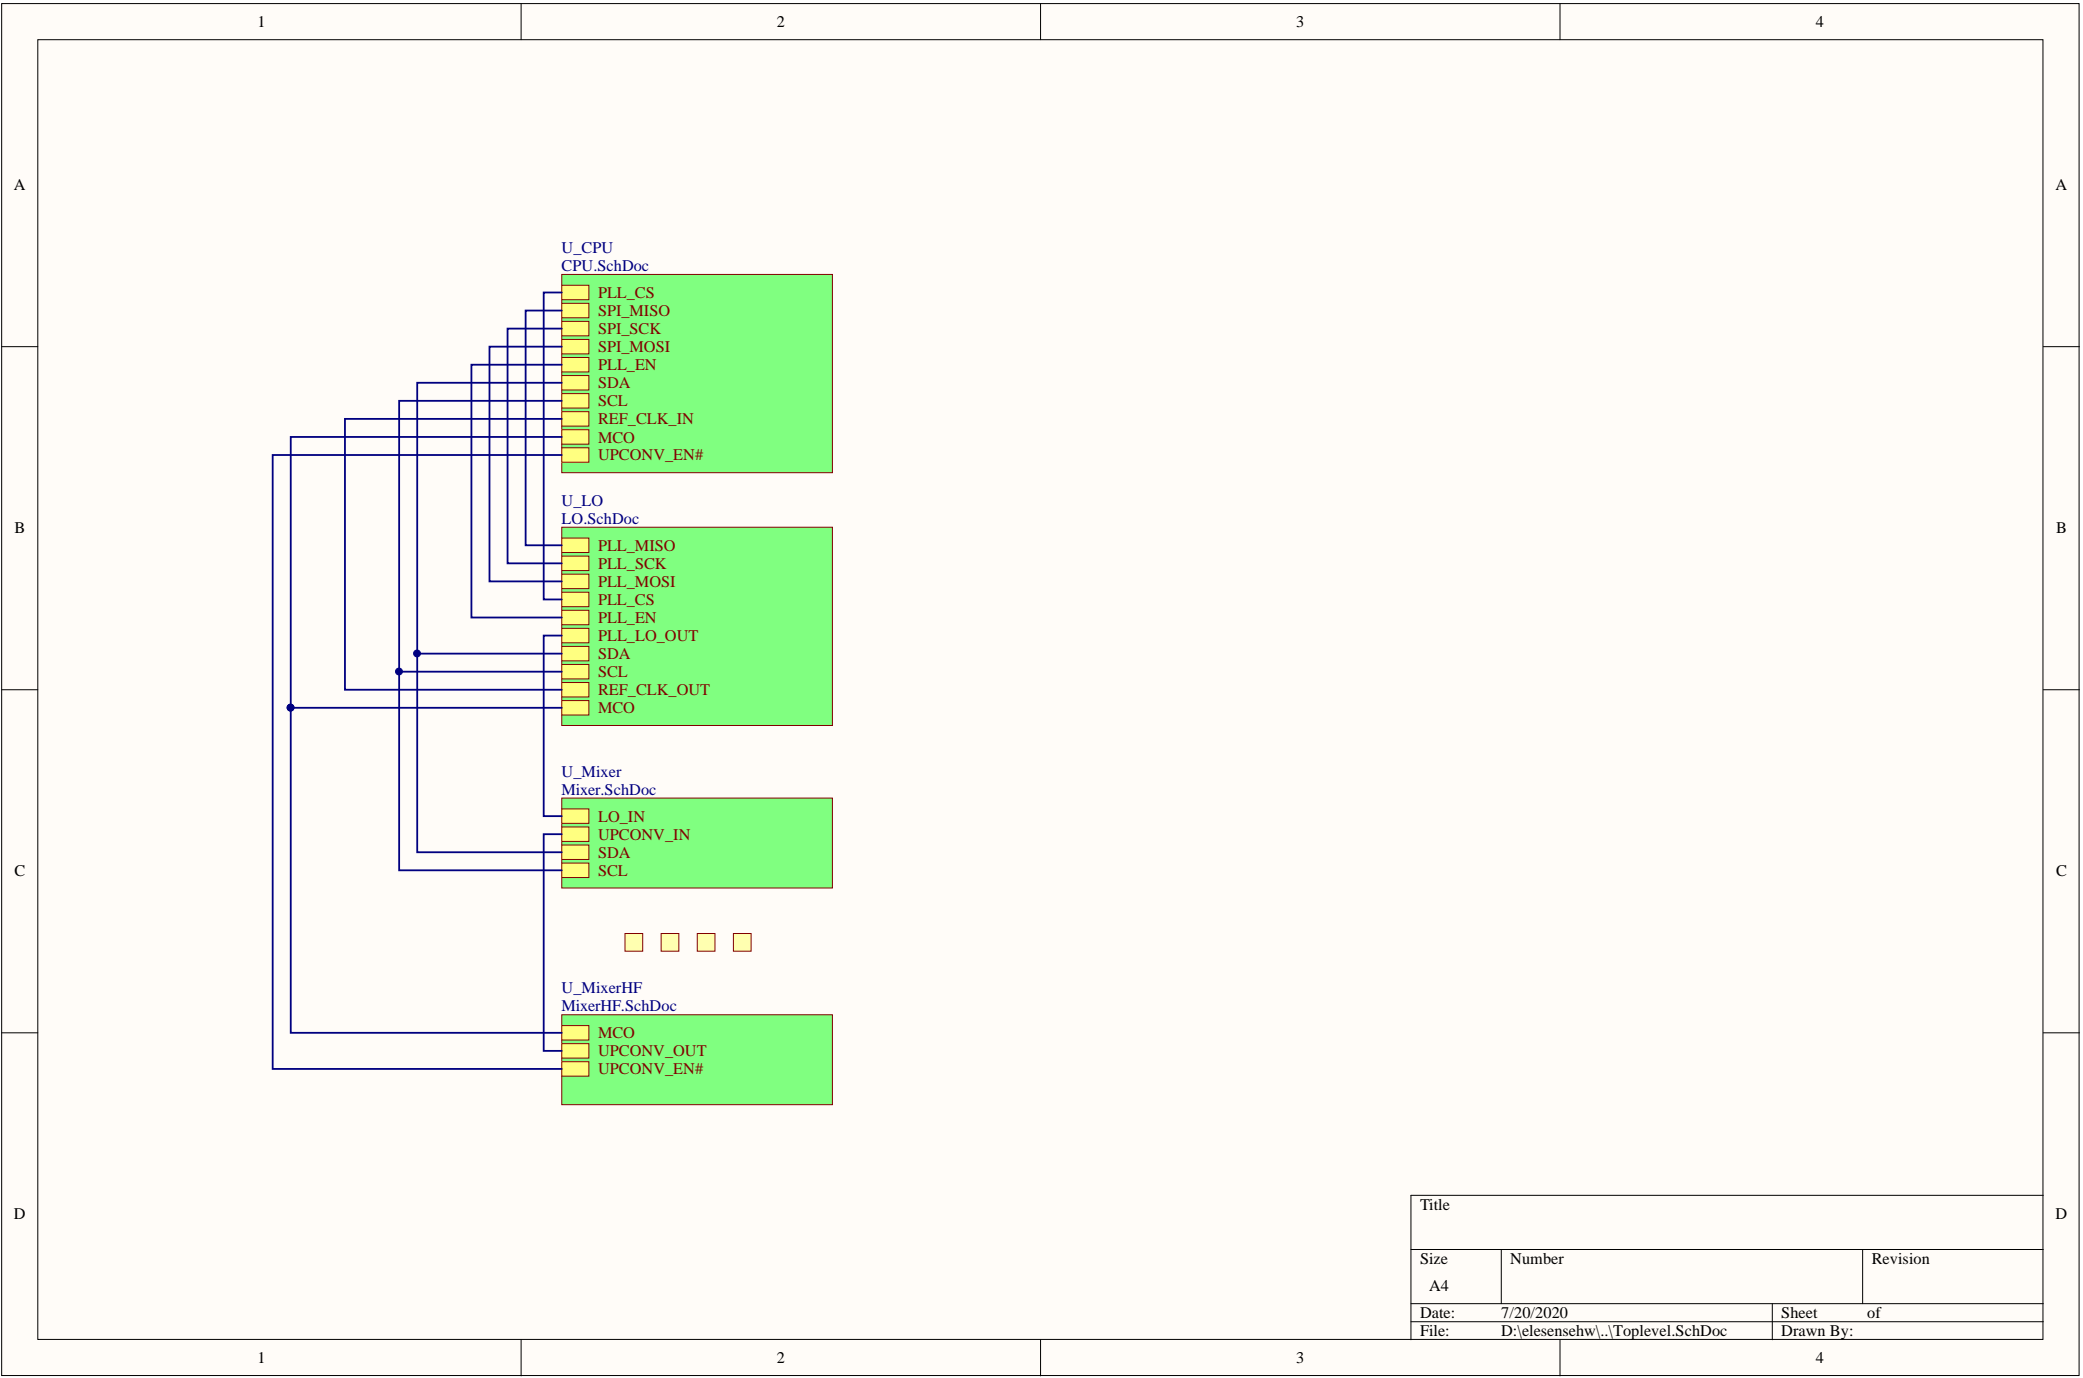 1 2 3 4
A A
U_CPU
CPU.SchDoc
PLL_CS
SPI_MISO
SPI_SCK
SPI_MOSI
PLL_EN
SDA
SCL
REF_CLK_IN
MCO
UPCONV_EN#
B B
U_LO
LO.SchDoc
PLL_MISO
PLL_SCK
PLL_MOSI
PLL_CS
PLL_EN
PLL_LO_OUT
SDA
SCL
REF_CLK_OUT
MCO
U_Mixer
Mixer.SchDoc
LO_IN
UPCONV_IN
SDA
SCL
C C
U_MixerHF
MixerHF.SchDoc
MCO
UPCONV_OUT
UPCONV_EN#
D D
Title
Size Number Revision
A4
Date: 7/20/2020 Sheet of
File: D:\elesensehw\..\Toplevel.SchDoc Drawn By:
1 2 3 4